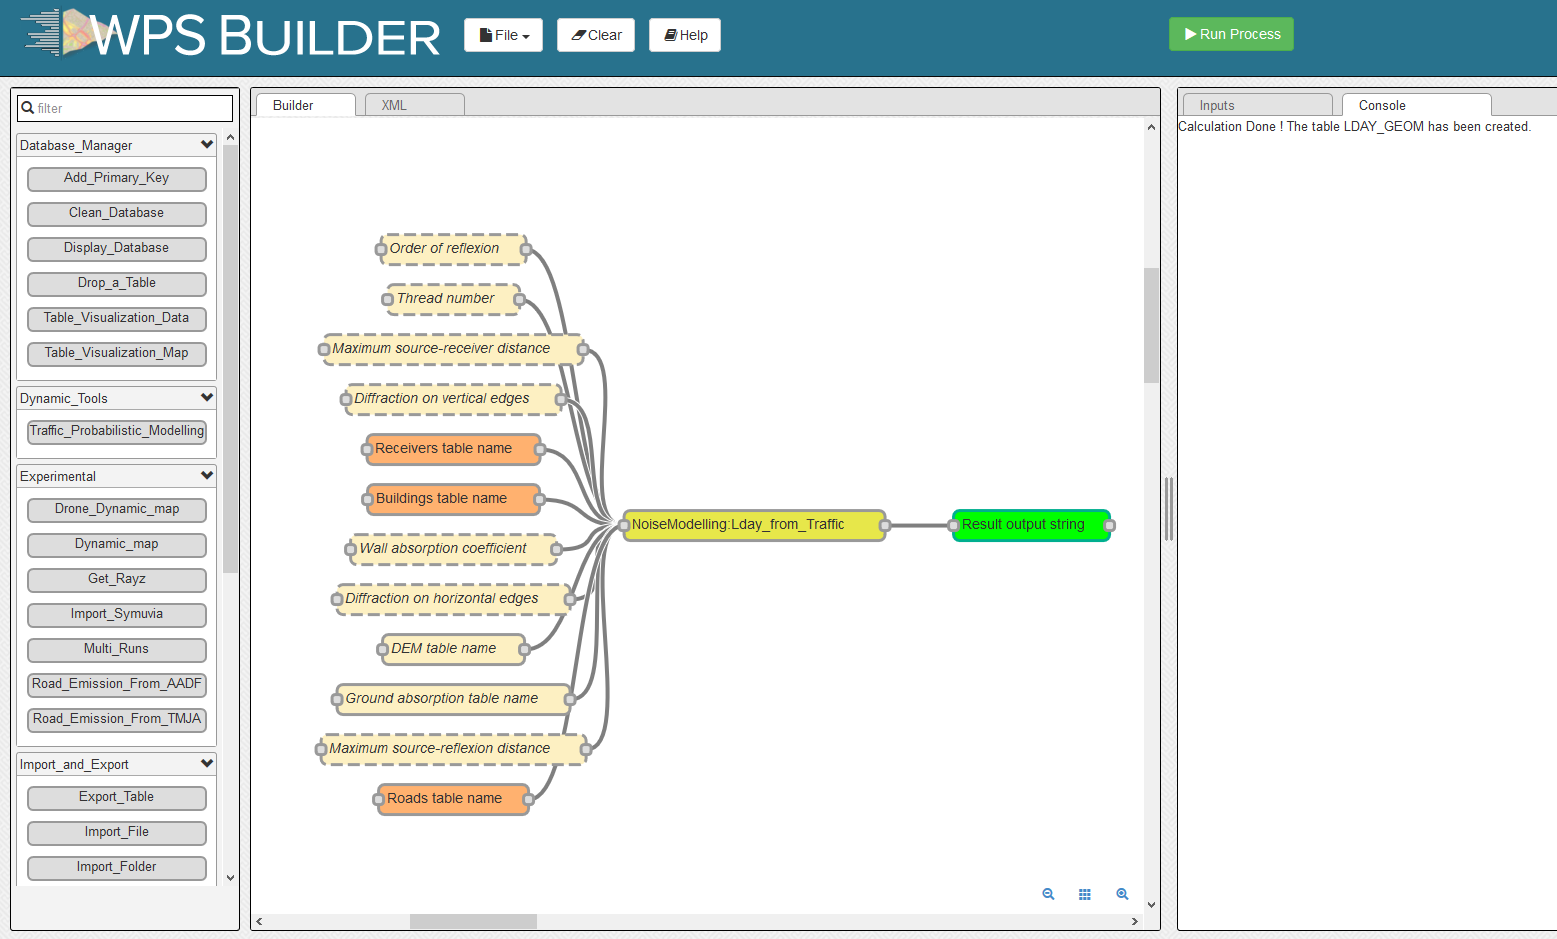 WPS BUILDER
File
Clear
Help
Run Process
filter
Database_Manager
Add_Primary_Key
Clean_Database
Display_Database
Drop_a_Table
Table_Visualization_Data
Table_Visualization_Map
Dynamic_Tools
Traffic_Probabilistic_Modelling
Experimental
Drone_Dynamic_map
Dynamic_map
Get_Rayz
Import_Symuvia
Multi_Runs
Road_Emission_From_AADF
Road_Emission_From_TMJA
Import_and_Export
Export_Table
Import_File
Import_Folder
Builder
XML
Order of reflexion
Thread number
Maximum source-receiver distance
Diffraction on vertical edges
Receivers table name
Buildings table name
Wall absorption coefficient
Diffraction on horizontal edges
DEM table name
Ground absorption table name
Maximum source-reflexion distance
Roads table name
NoiseModelling:Lday_from_Traffic
Result output string
Inputs
Console
Calculation Done ! The table LDAY_GEOM has been created.